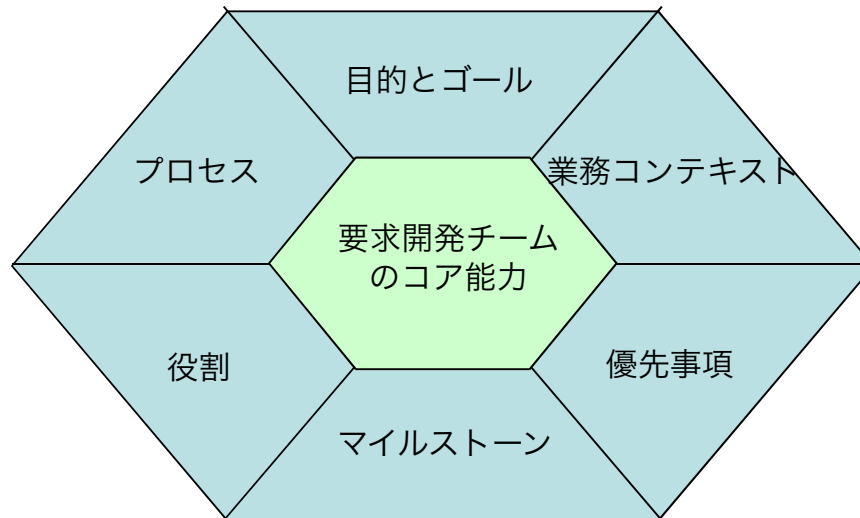 目的とゴール
プロセス
業務コンテキスト
要求開発チーム
のコア能力
役割
優先事項
マイルストーン